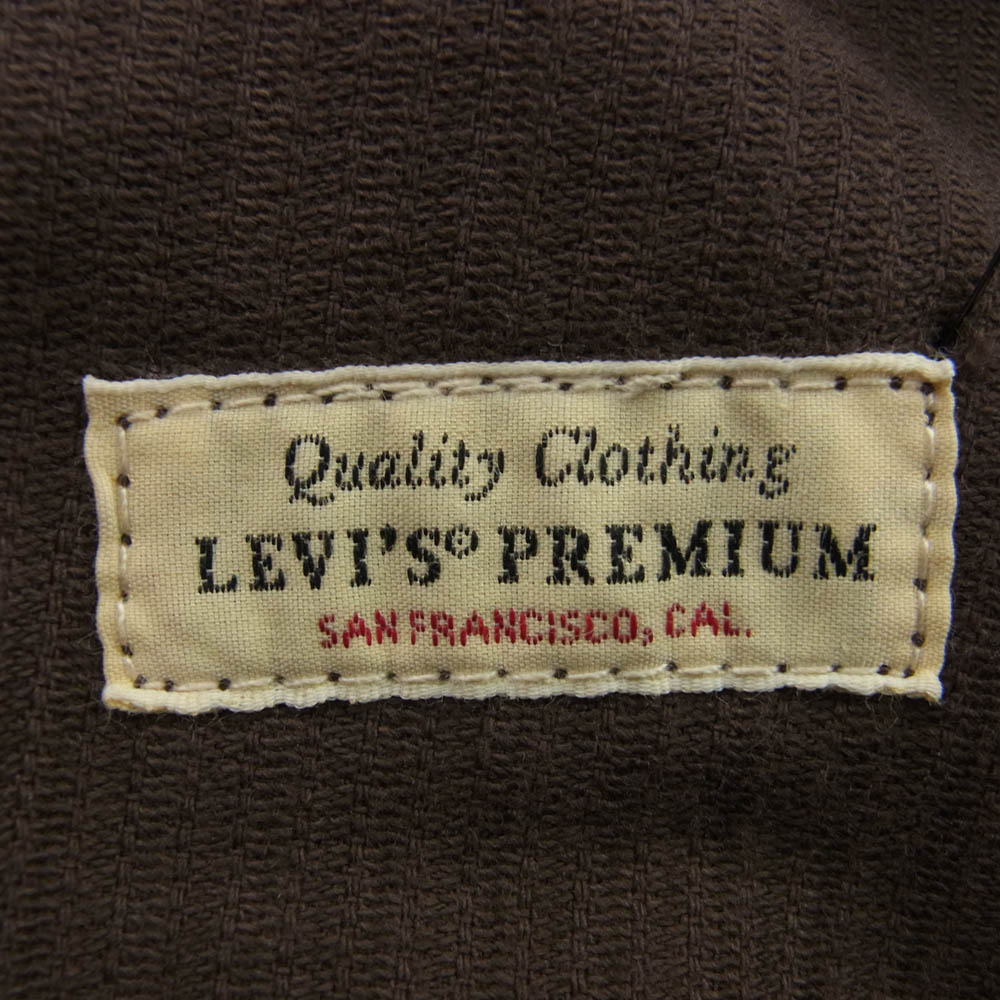 Quality Clothing
LEVI'S® PREMIUM
SAN FRANCISCO, CAL.